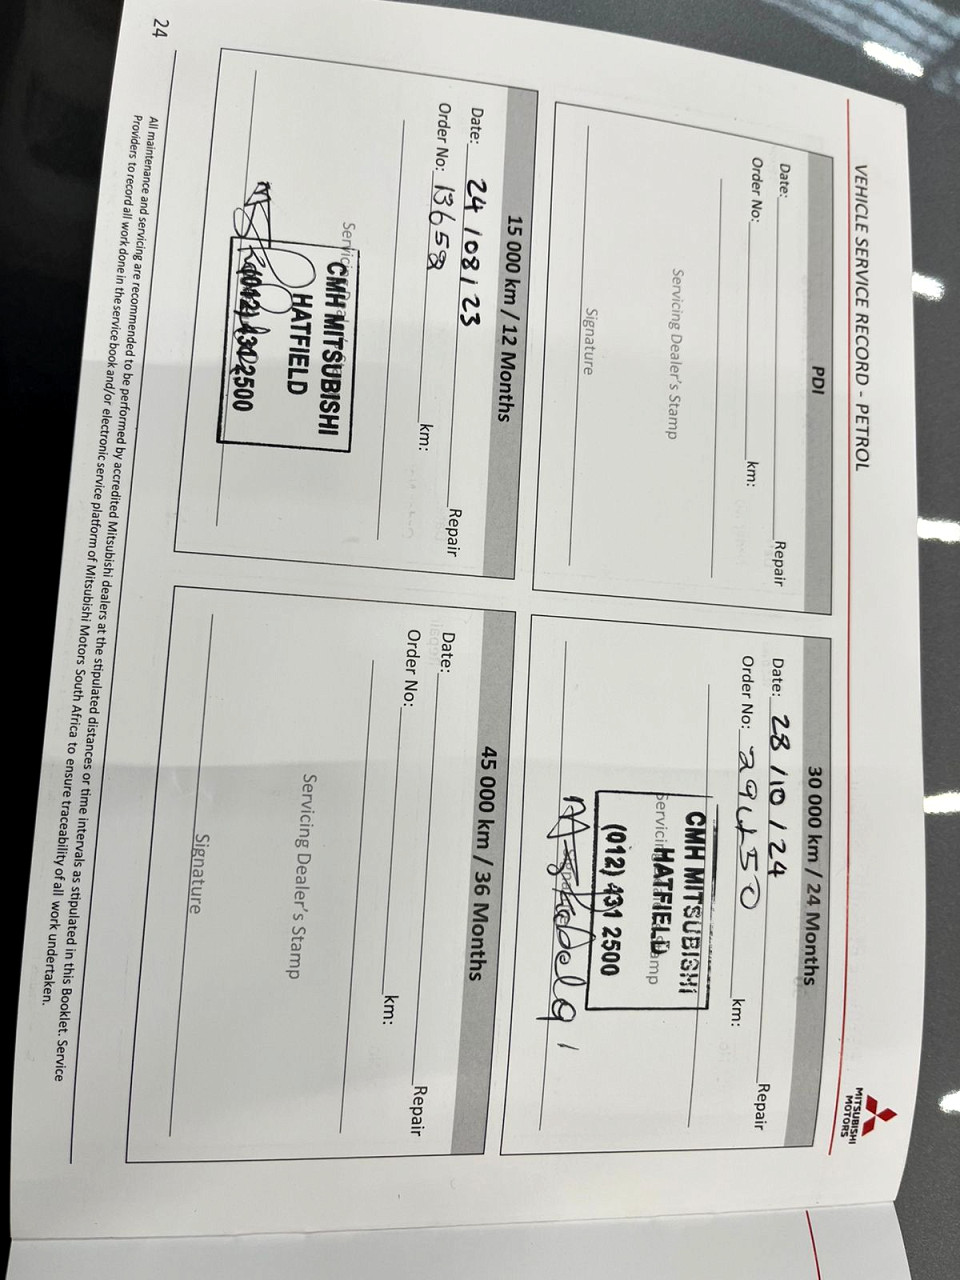 VEHICLE SERVICE RECORD - PETROL
MITSUBISHI
MOTORS
PDI
Date: Repair
Order No: km:
Servicing Dealer's Stamp
Signature
30 000 km / 24 Months
Date: 28/10/24 Repair
Order No: 29450 km:
CMH MITSUBISHI
HATFIELD
(012) 431 2500
15 000 km / 12 Months
Date: 24/08/23 Repair
Order No: 13658 km:
CMH MITSUBISHI
HATFIELD
(012) 431 2500
45 000 km / 36 Months
Date: Repair
Order No: km:
Servicing Dealer's Stamp
Signature
All maintenance and servicing are recommended to be performed by accredited Mitsubishi dealers at the stipulated distances or time intervals as stipulated in this Booklet. Service
Providers to record all work done in the service book and/or electronic service platform of Mitsubishi Motors South Africa to ensure traceability of all work undertaken.
24